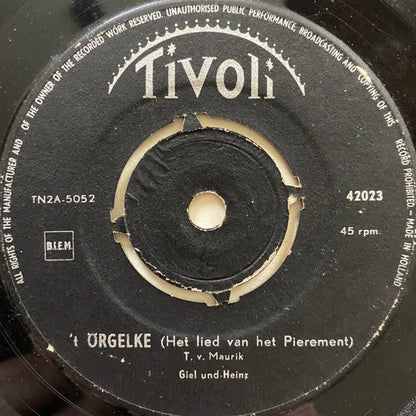 ALL RIGHTS OF THE MANUFACTURER AND OF THE OWNER OF THE RECORDED WORK RESERVED. UNAUTHORISED PUBLIC PERFORMANCE, BROADCASTING AND COPYING OF THIS RECORD PROHIBITED - MADE IN HOLLAND
Tivoli
TN2A-5052
42023
B.I.E.M.
45 rpm.
't ÖRGELKE (Het lied van het Pierement)
T. v. Maurik
Giel und Heinz